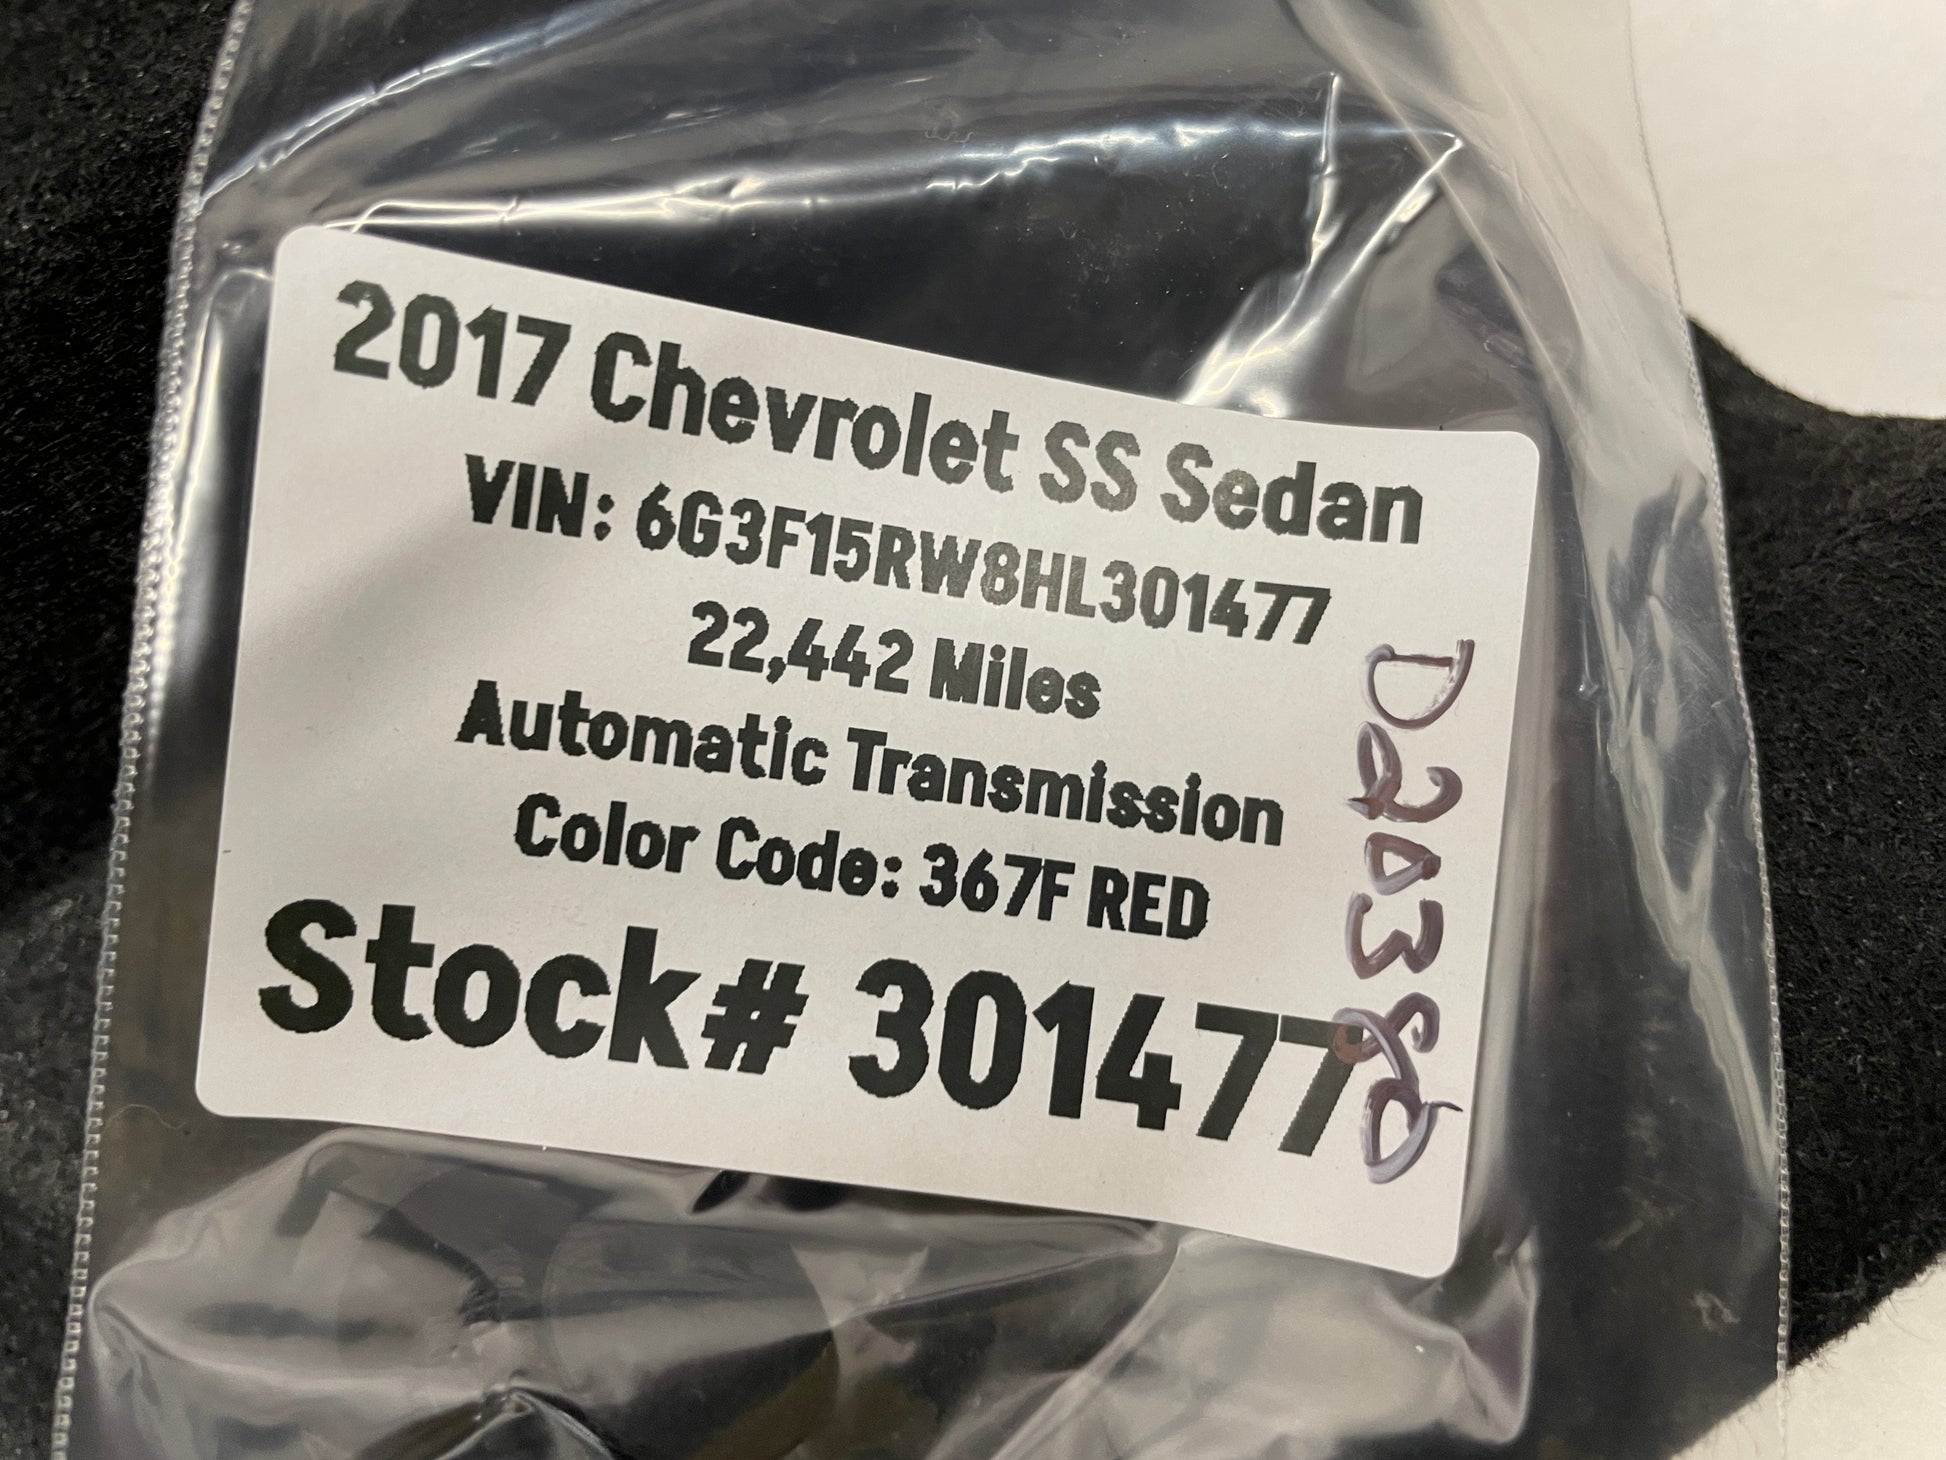 2017 Chevrolet SS Sedan
VIN: 6G3F15RW8HL301477
22,442 Miles
Automatic Transmission
Color Code: 367F RED
Stock# 301477
D20380